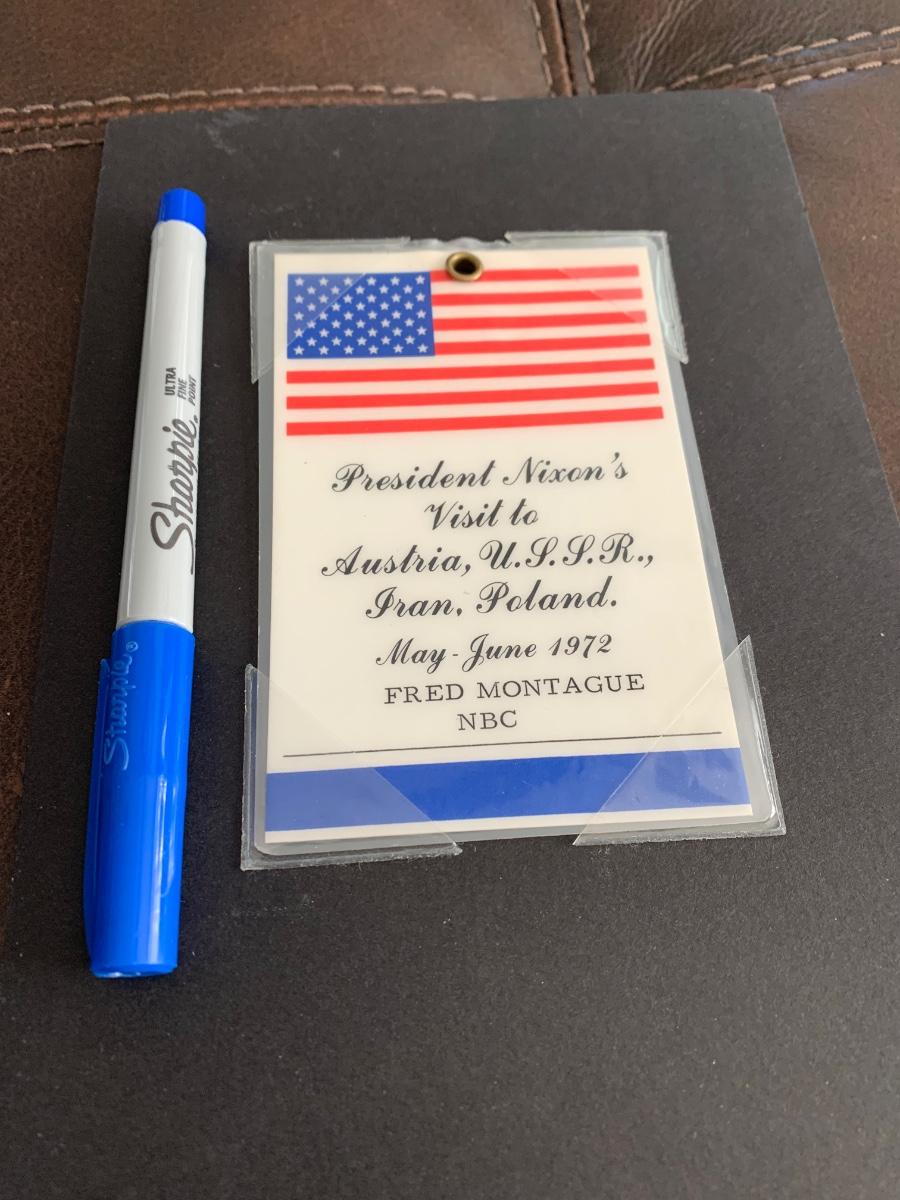 President Nixon's
Visit to
Austria, U.S.S.R.,
Iran, Poland.
May-June 1972
FRED MONTAGUE
NBC
Sharpie.
ULTRA
FINE
POINT
Sharpie®